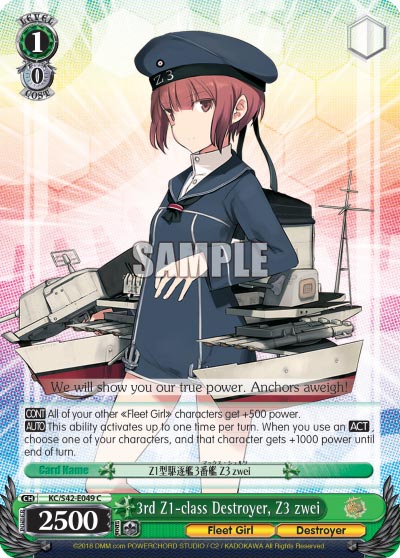 LEVEL
1
0
COST
Z 3
SAMPLE
We will show you our true power. Anchors aweigh!
CONT All of your other «Fleet Girl» characters get +500 power.
AUTO This ability activates up to one time per turn. When you use an ACT
choose one of your characters, and that character gets +1000 power until
end of turn.
Card Name
Z1型駆逐艦3番艦 Z3 zwei
CH
KC/S42-E049 C
3rd Z1-class Destroyer, Z3 zwei
2500
Fleet Girl
Destroyer
©2016 DMM.com POWERCHORD STUDIO / C2 / KADOKAWA All Rights Reserved.